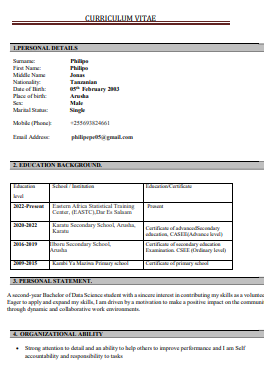 CURRICULUM VITAE
1.PERSONAL DETAILS
Surname: Philipo
First Name: Philipo
Middle Name Jonas
Nationality: Tanzanian
Date of Birth: 05th February 2003
Place of birth: Arusha
Sex: Male
Marital Status: Single
Mobile (Phone): +255693824661
Email Address: philipopo05@gmail.com
2. EDUCATION BACKGROUND.
Education level School / Institution Education/Certificate
2022-Present Eastern Africa Statistical Training Center, (EASTC),Dar Es Salaam Present
2020-2022 Karatu Secondary School, Arusha, Karatu Certificate of advancedSecondary education, CASEE(Advance level)
2016-2019 Secondary School, Arusha Certificate of secondary Education Examination. CSEE (Ordinary level)
2009-2015 Karabi Ya Maziwa Primary school Certificate of primary school
3. PERSONAL STATEMENT.
A second-year Bachelor of Data Science student with a sincere interest in contributing my skills as a voluntee
Eager to apply and expand my skills, I am driven by a motivation to make a positive impact on the communi
through dynamic and collaborative work environments.
4. ORGANIZATIONAL ABILITY
• Strong attention to detail and an ability to help others to improve performance and I am Self
accountability and responsibility to tasks